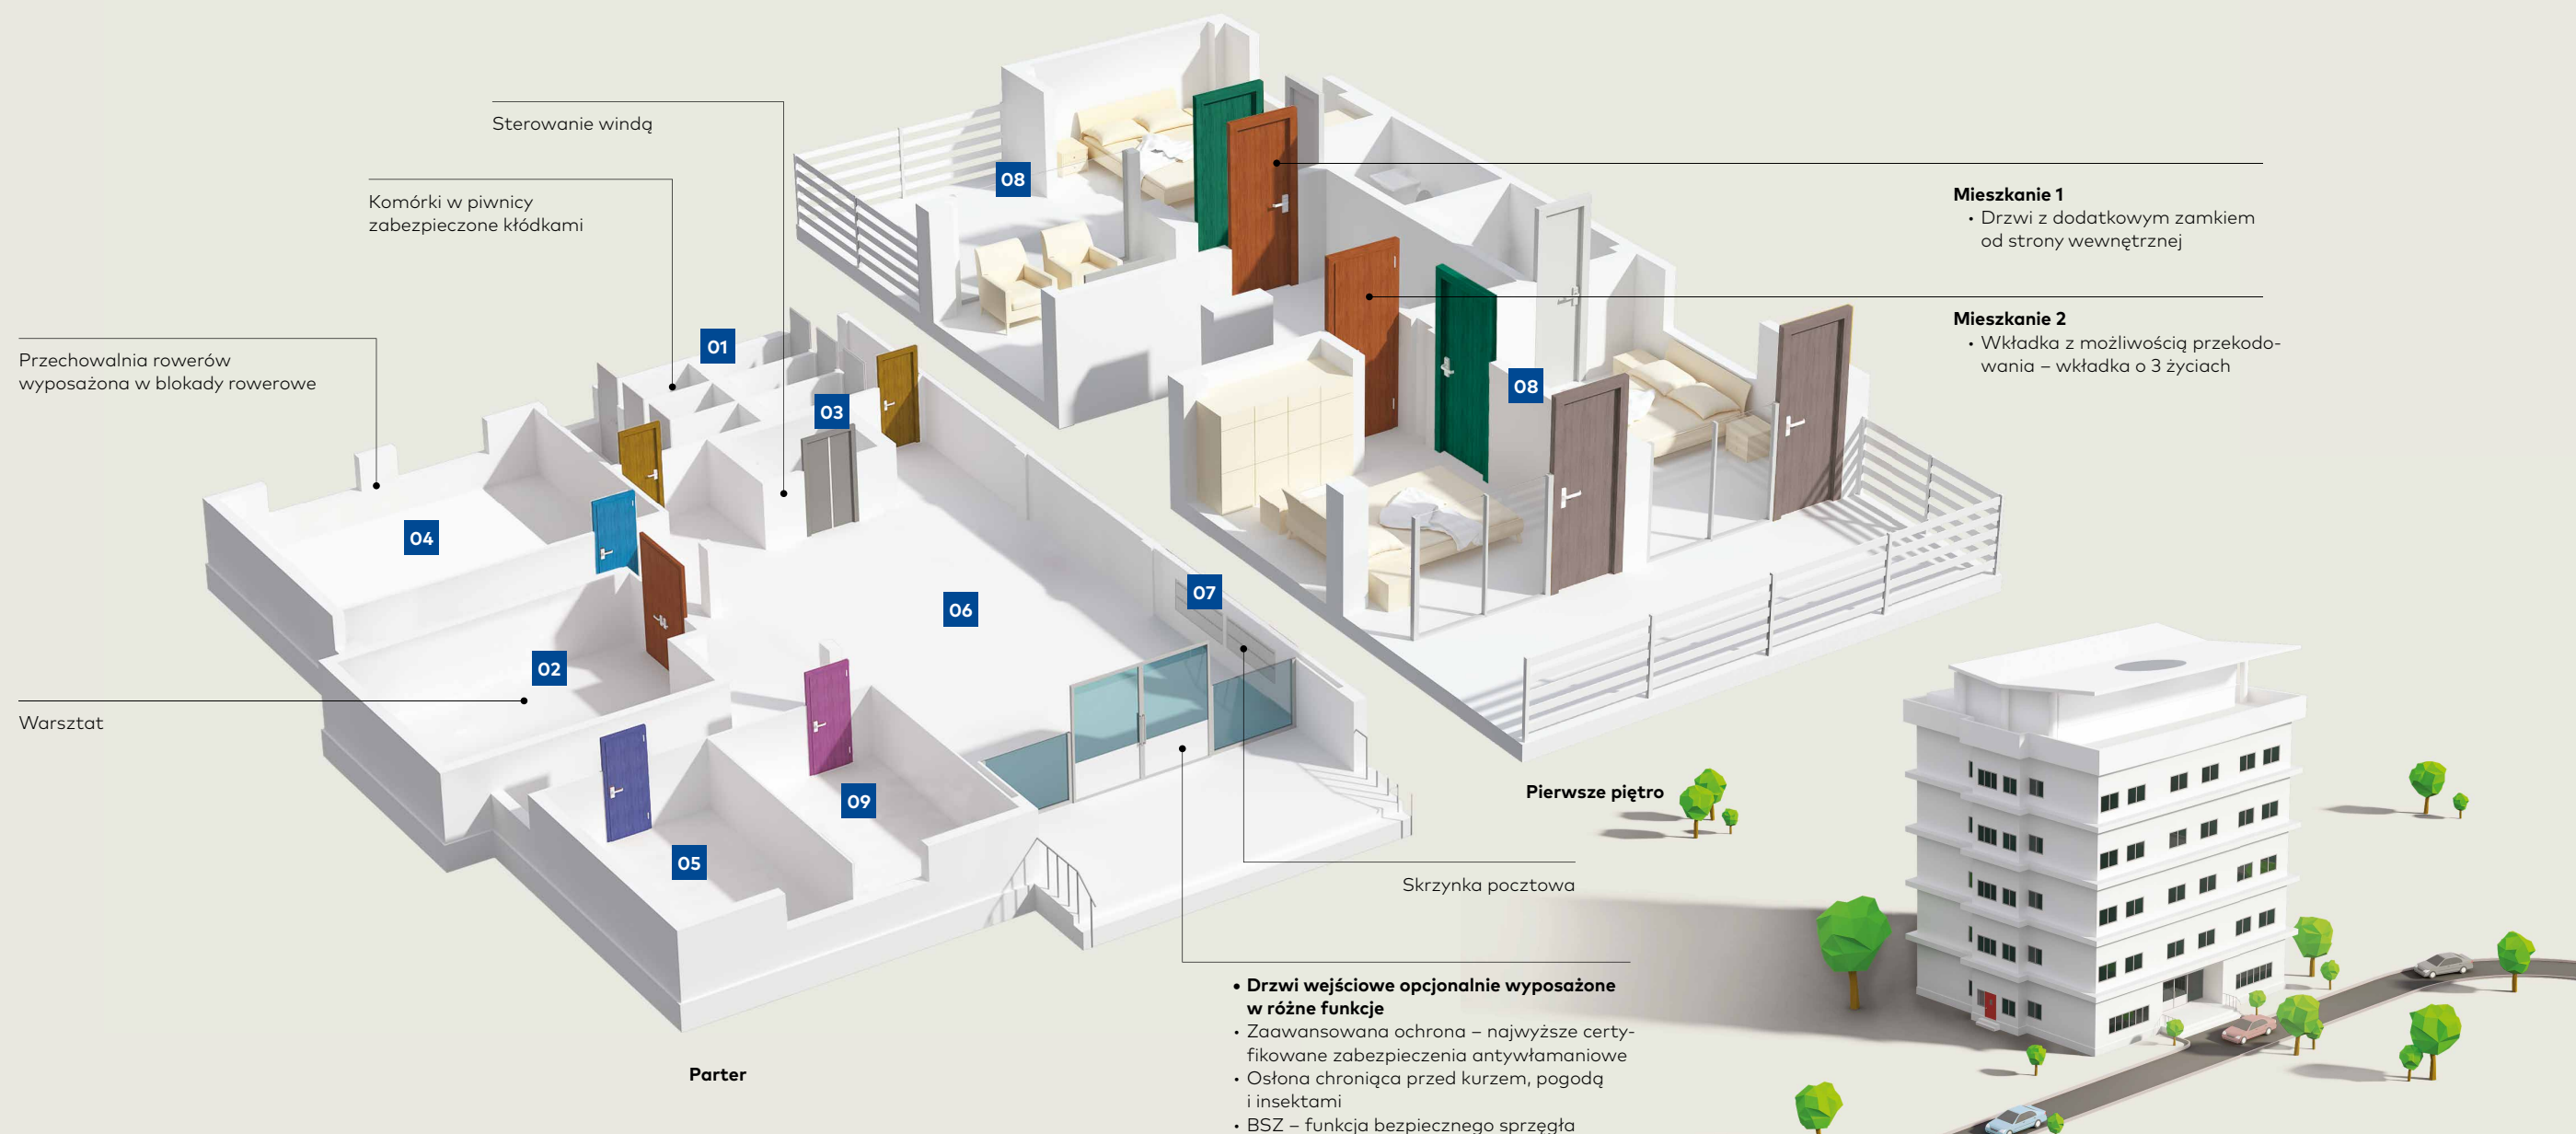 Sterowanie windą
Komórki w piwnicy
zabezpieczone kłódkami
Przechowalnia rowerów
wyposażona w blokady rowerowe
Warsztat
08
01
03
04
06
07
02
09
05
08
Mieszkanie 1
• Drzwi z dodatkowym zamkiem
od strony wewnętrznej
Mieszkanie 2
• Wkładka z możliwością przekodo-
wania – wkładka o 3 życiach
Pierwsze piętro
Skrzynka pocztowa
Parter
• Drzwi wejściowe opcjonalnie wyposażone
w różne funkcje
• Zaawansowana ochrona – najwyższe certy-
fikowane zabezpieczenia antywłamaniowe
• Osłona chroniąca przed kurzem, pogodą
i insektami
• BSZ – funkcja bezpiecznego sprzęgła